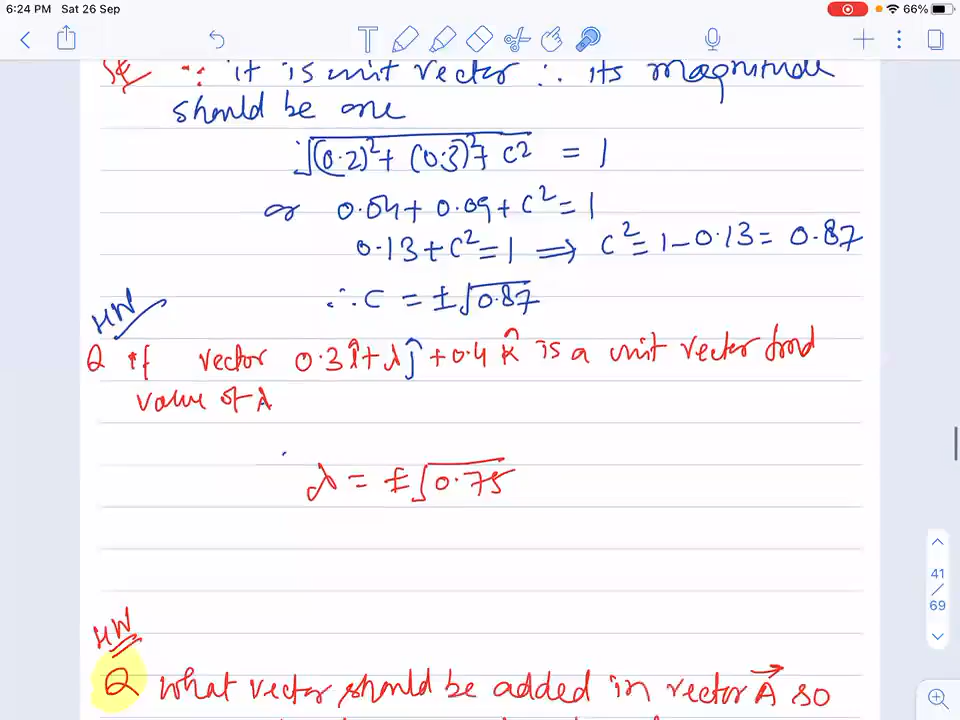 6:24 PM Sat 26 Sep
66%
∵ it is unit vector ∴ its magnitude
should be one
√(0.2)²+ (0.3)²+ c² = 1
or 0.04+ 0.09 + c² = 1
0.13 + c² = 1 ⟹ c² = 1 - 0.13 = 0.87
∴ c = ±√0.87
HW
Q if vector 0.3î+ λĵ + 0.4 k̂ is a unit vector find
value of λ
λ = ±√0.75
41
/
69
HW
Q what vector should be added in vector A⃗ so